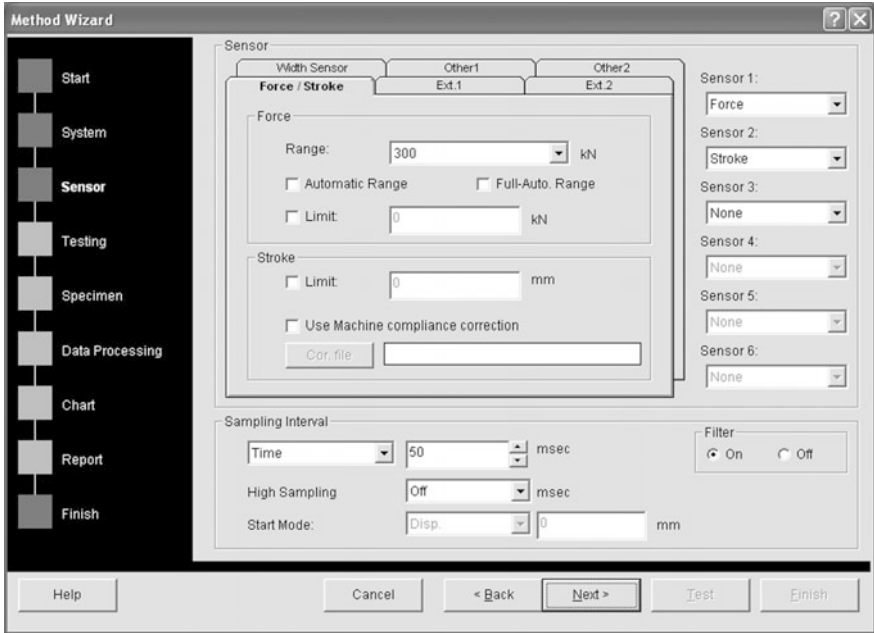 Method Wizard
Start
System
Sensor
Testing
Specimen
Data Processing
Chart
Report
Finish
Sensor
Width Sensor Other1 Other2
Force / Stroke Ext.1 Ext.2
Force
Range: 300 kN
Automatic Range Full-Auto. Range
Limit: 0 kN
Stroke
Limit: 0 mm
Use Machine compliance correction
Cor. file
Sensor 1:
Force
Sensor 2:
Stroke
Sensor 3:
None
Sensor 4:
None
Sensor 5:
None
Sensor 6:
None
Sampling Interval
Time 50 msec
High Sampling Off msec
Start Mode: Disp. 0 mm
Filter
On Off
Help Cancel < Back Next > Test Finish